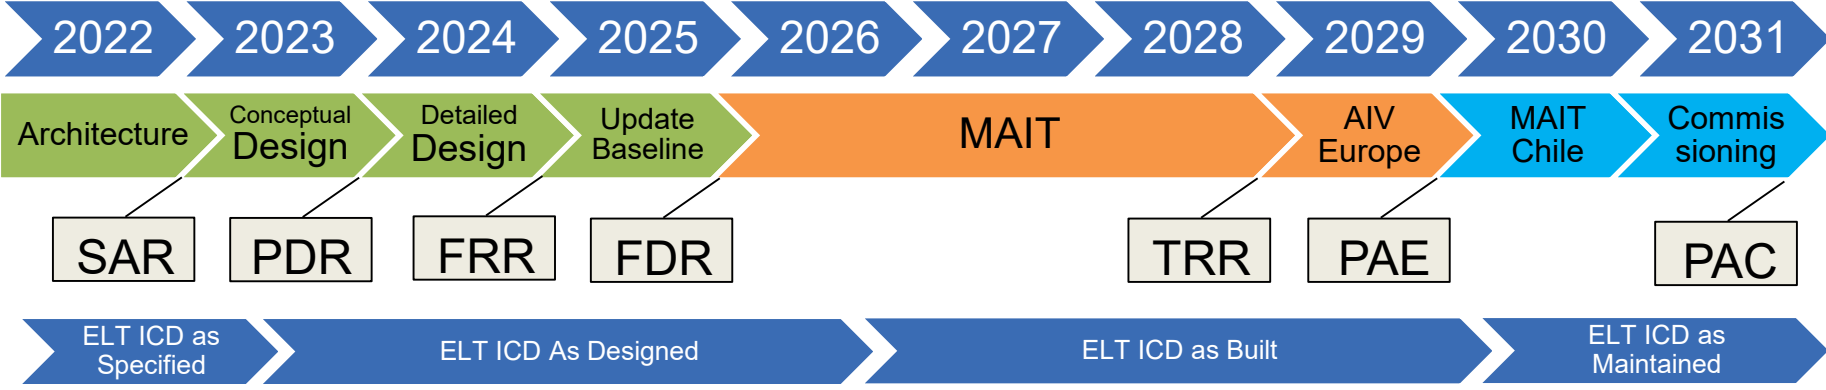 2022 2023 2024 2025 2026 2027 2028 2029 2030 2031
Architecture
Conceptual
Design
Detailed
Design
Update
Baseline
MAIT
AIV
Europe
MAIT
Chile
Commis
sioning
SAR PDR FRR FDR TRR PAE PAC
ELT ICD as
Specified
ELT ICD As Designed
ELT ICD as Built
ELT ICD as
Maintained